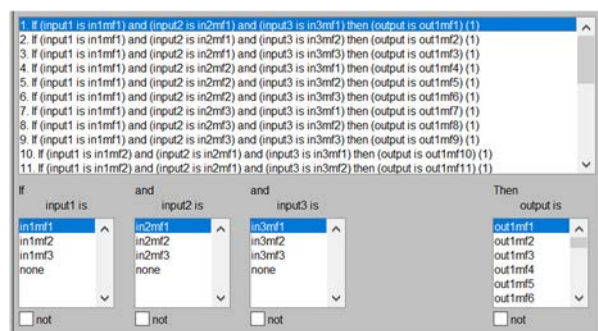 1. If (input1 is in1mf1) and (input2 is in2mf1) and (input3 is in3mf1) then (output is out1mf1) (1)
2. If (input1 is in1mf1) and (input2 is in2mf1) and (input3 is in3mf2) then (output is out1mf2) (1)
3. If (input1 is in1mf1) and (input2 is in2mf1) and (input3 is in3mf3) then (output is out1mf3) (1)
4. If (input1 is in1mf1) and (input2 is in2mf2) and (input3 is in3mf1) then (output is out1mf4) (1)
5. If (input1 is in1mf1) and (input2 is in2mf2) and (input3 is in3mf2) then (output is out1mf5) (1)
6. If (input1 is in1mf1) and (input2 is in2mf2) and (input3 is in3mf3) then (output is out1mf6) (1)
7. If (input1 is in1mf1) and (input2 is in2mf3) and (input3 is in3mf1) then (output is out1mf7) (1)
8. If (input1 is in1mf1) and (input2 is in2mf3) and (input3 is in3mf2) then (output is out1mf8) (1)
9. If (input1 is in1mf1) and (input2 is in2mf3) and (input3 is in3mf3) then (output is out1mf9) (1)
10. If (input1 is in1mf2) and (input2 is in2mf1) and (input3 is in3mf1) then (output is out1mf10) (1)
11. If (input1 is in1mf2) and (input2 is in2mf1) and (input3 is in3mf2) then (output is out1mf11) (1)
If and and Then
input1 is input2 is input3 is output is
in1mf1 in2mf1 in3mf1 out1mf1
in1mf2 in2mf2 in3mf2 out1mf2
in1mf3 in2mf3 in3mf3 out1mf3
none none none out1mf4
out1mf5
out1mf6
not not not not